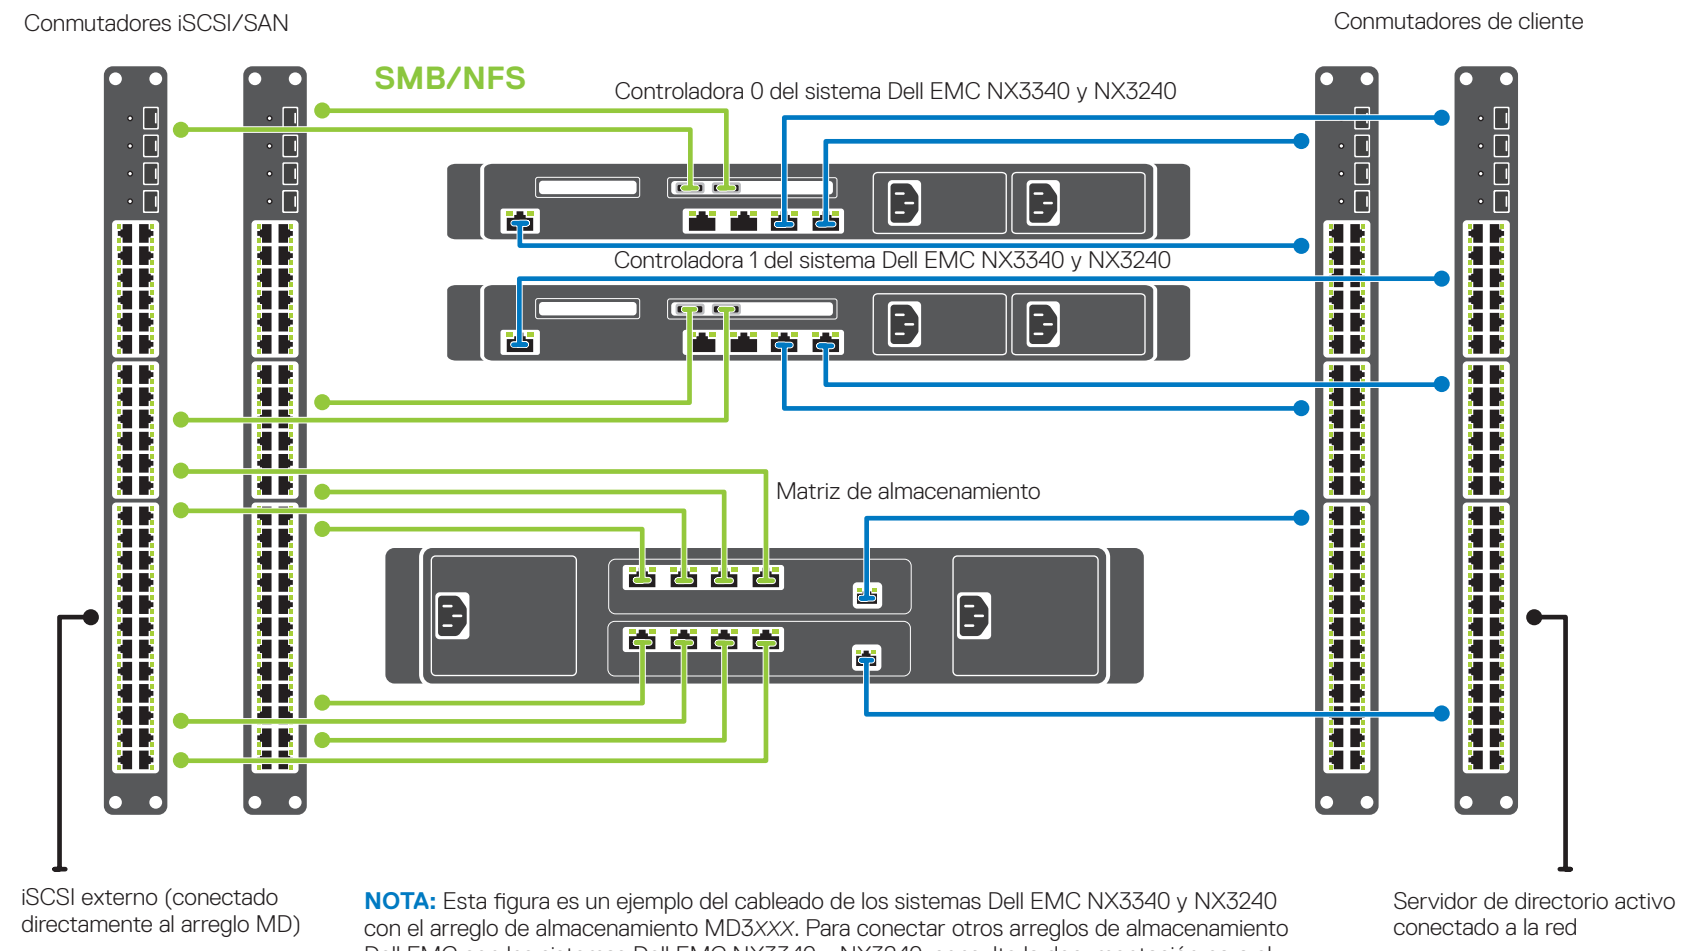 Conmutadores iSCSI/SAN
Conmutadores de cliente
SMB/NFS
Controladora 0 del sistema Dell EMC NX3340 y NX3240
Controladora 1 del sistema Dell EMC NX3340 y NX3240
Matriz de almacenamiento
iSCSI externo (conectado
directamente al arreglo MD)
NOTA: Esta figura es un ejemplo del cableado de los sistemas Dell EMC NX3340 y NX3240
con el arreglo de almacenamiento MD3XXX. Para conectar otros arreglos de almacenamiento
Servidor de directorio activo
conectado a la red